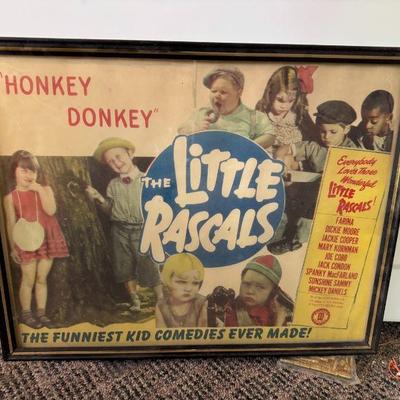 "HONKEY
DONKEY"
THE
LITTLE
RASCALS
Everybody
Loves Those
Wonderful
LITTLE
RASCALS!
FARINA
DICKIE MOORE
JACKIE COOPER
MARY KORNMAN
JOE COBB
JACK CONDON
SPANKY MacFARLAND
SUNSHINE SAMMY
MICKEY DANIELS
THE FUNNIEST KID COMEDIES EVER MADE!